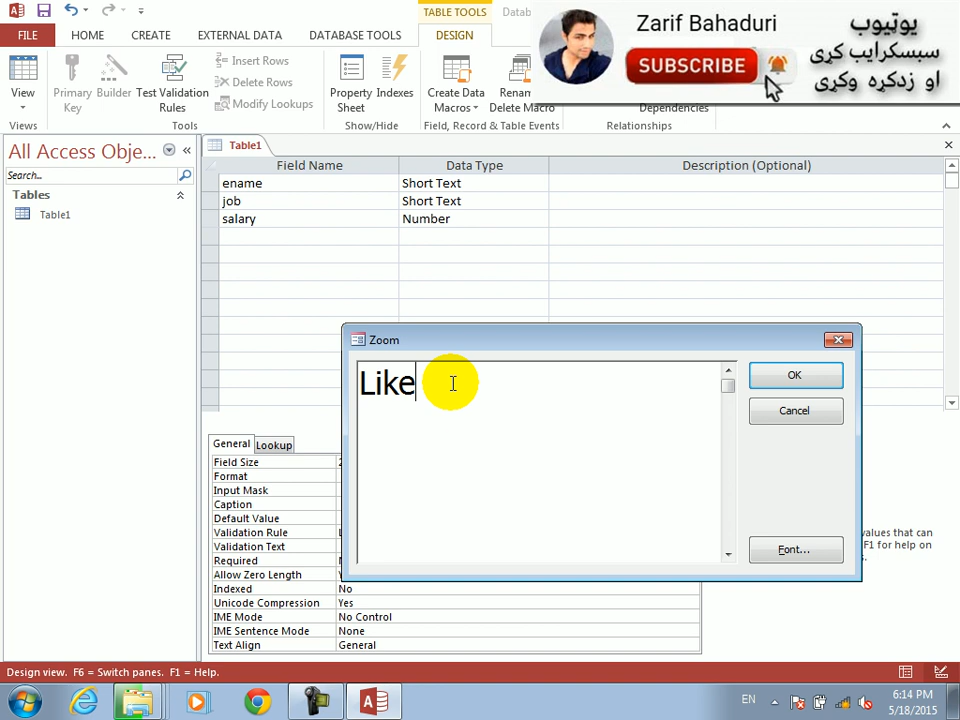 TABLE TOOLS
Datab
FILE
HOME
CREATE
EXTERNAL DATA
DATABASE TOOLS
DESIGN
View
Primary
Key
Builder
Test Validation
Rules
Insert Rows
Delete Rows
Modify Lookups
Property
Sheet
Indexes
Create Data
Macros
Delete Macro
Views
Tools
Show/Hide
Field, Record & Table Events
Relationships
Dependencies
Zarif Bahaduri
SUBSCRIBE
یوټیوب
سبسکرایب کړی
او زدکړه وکړی
All Access Obje...
Search...
Tables
Table1
Table1
Field Name
Data Type
Description (Optional)
ename
Short Text
job
Short Text
salary
Number
Zoom
Like
OK
Cancel
Font...
General
Lookup
Field Size
2
Format
Input Mask
Caption
Default Value
Validation Rule
Validation Text
Required
Allow Zero Length
Indexed
No
Unicode Compression
Yes
IME Mode
No Control
IME Sentence Mode
None
Text Align
General
values that can
F1 for help on
Design view. F6 = Switch panes. F1 = Help.
EN
6:14 PM
5/18/2015